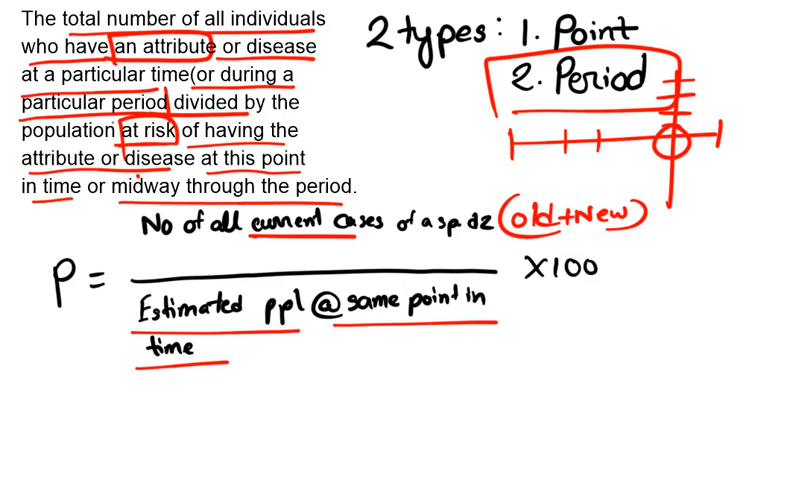 The total number of all individuals
who have an attribute or disease
at a particular time(or during a
particular period divided by the
population at risk of having the
attribute or disease at this point
in time or midway through the period.
2 types: 1. Point
2. Period
No of all current cases of a sp. dz (old+New)
P =
X100
Estimated ppl @ same point in
time